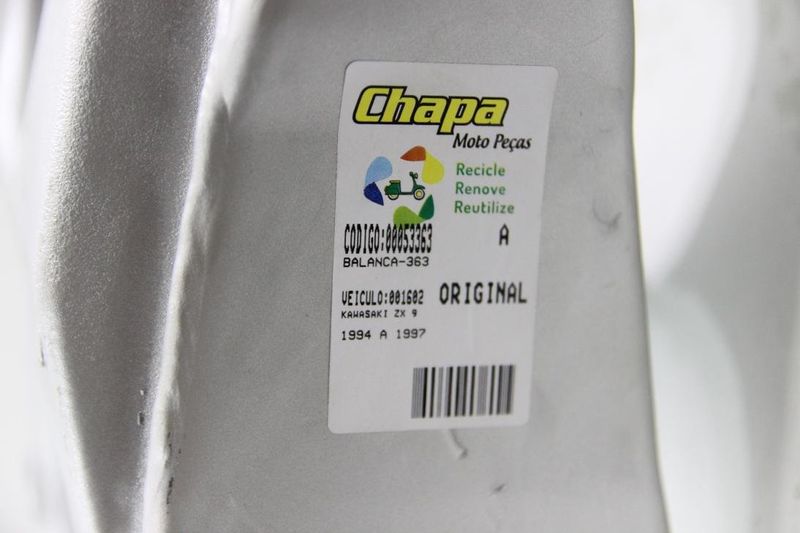 Chapa
Moto Peças
Recicle
Renove
Reutilize
CODIGO:00053363 A
BALANCA-363
VEICULO:001602 ORIGINAL
KAWASAKI ZX 9
1994 A 1997